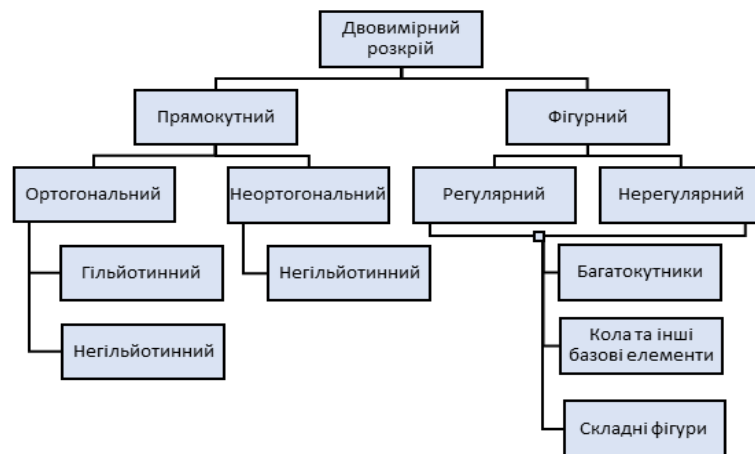 Двовимірний
розкрій
Прямокутний
Фігурний
Ортогональний
Неортогональний
Регулярний
Нерегулярний
Гільйотинний
Негільйотинний
Багатокутники
Негільйотинний
Кола та інші
базові елементи
Складні фігури